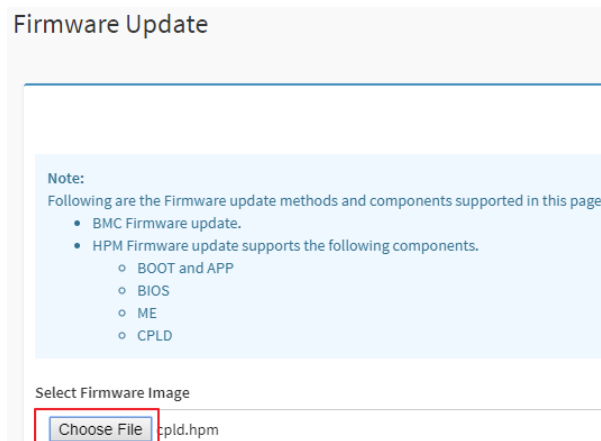 Firmware Update
Note:
Following are the Firmware update methods and components supported in this page
• BMC Firmware update.
• HPM Firmware update supports the following components.
○ BOOT and APP
○ BIOS
○ ME
○ CPLD
Select Firmware Image
Choose File cpld.hpm